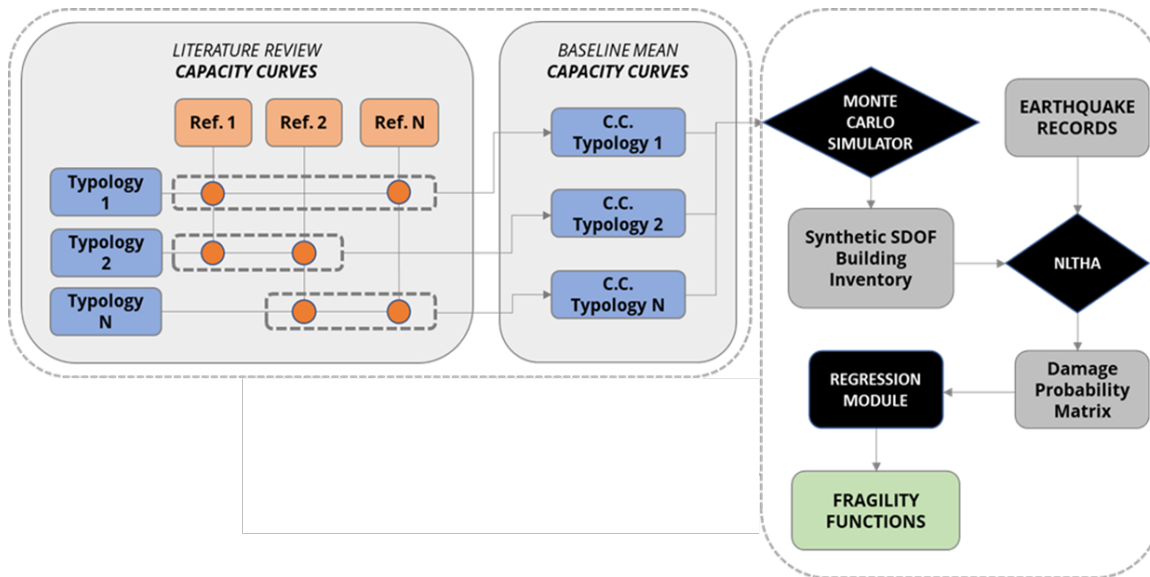 LITERATURE REVIEW
CAPACITY CURVES
Ref. 1
Ref. 2
Ref. N
Typology
1
Typology
2
Typology
N
BASELINE MEAN
CAPACITY CURVES
C.C.
Typology 1
C.C.
Typology 2
C.C.
Typology N
MONTE
CARLO
SIMULATOR
EARTHQUAKE
RECORDS
Synthetic SDOF
Building
Inventory
NLTHA
REGRESSION
MODULE
Damage
Probability
Matrix
FRAGILITY
FUNCTIONS